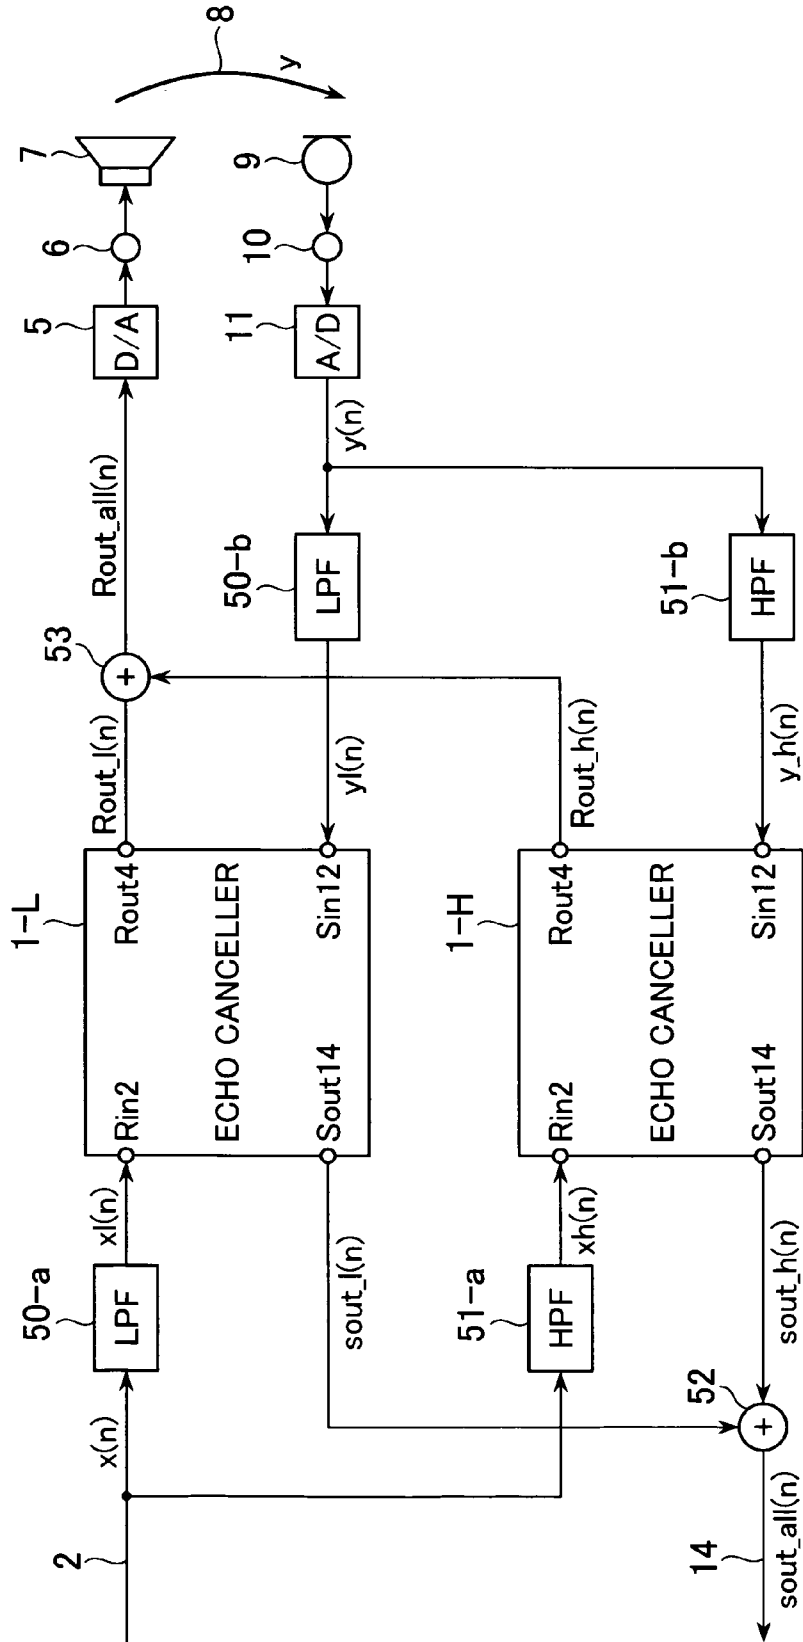 2
x(n)
50-a
LPF
xl(n)
1-L
Rin2
Rout4
ECHO CANCELLER
Sout14
Sin12
Rout_l(n)
53
+
Rout_all(n)
5
D/A
6
7
8
y
9
10
11
A/D
y(n)
50-b
LPF
yl(n)
sout_l(n)
51-a
HPF
xh(n)
1-H
Rin2
Rout4
ECHO CANCELLER
Sout14
Sin12
Rout_h(n)
51-b
HPF
y_h(n)
sout_h(n)
52
+
14
sout_all(n)